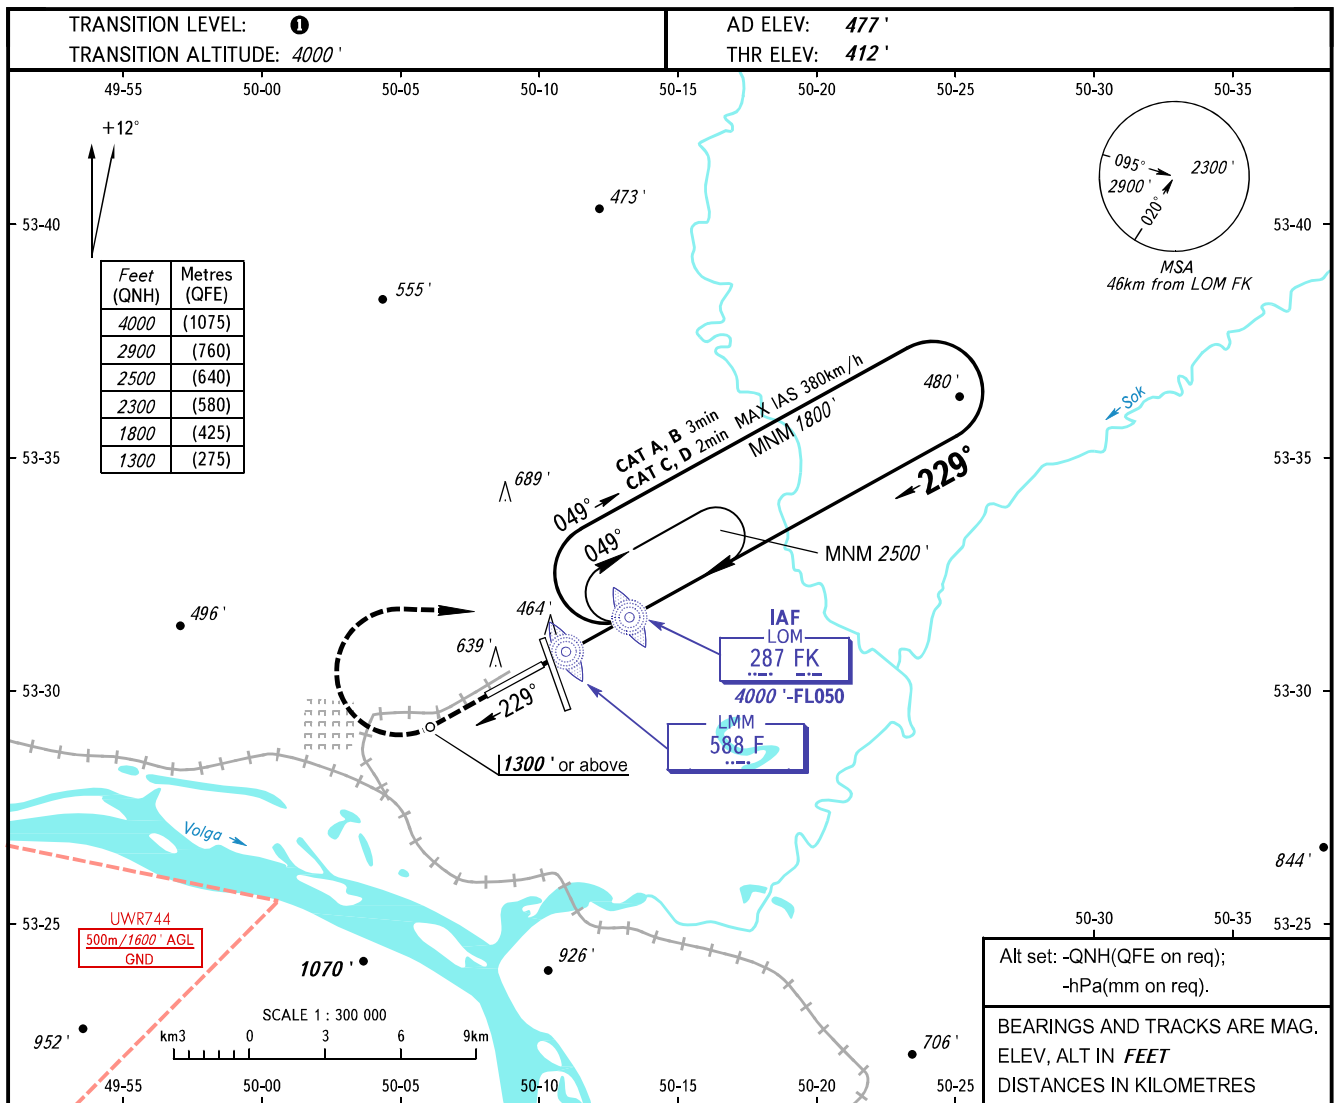 TRANSITION LEVEL: 1
TRANSITION ALTITUDE: 4000 '
AD ELEV: 477 '
THR ELEV: 412 '
49-55 50-00 50-05 50-10 50-15 50-20 50-25 50-30 50-35
+12°
095°
2300 '
2900 '
020°
MSA
46km from LOM FK
473 '
53-40 53-40
Feet (QNH) Metres (QFE)
4000 (1075)
2900 (760)
2500 (640)
2300 (580)
1800 (425)
1300 (275)
555 '
480 '
Sok
CAT A, B 3min
CAT C, D 2min MAX IAS 380km/h
MNM 1800 '
53-35 53-35
689 '
049°
229°
049°
MNM 2500 '
496 '
464 '
639 '
IAF
LOM
287 FK
4000 '-FL050
53-30 53-30
229°
LMM
588 F
1300 ' or above
Volga
844 '
UWR744
500m/1600 ' AGL
GND
53-25 50-30 50-35 53-25
1070 '
926 '
952 '
706 '
SCALE 1 : 300 000
km3 0 3 6 9km
Alt set: -QNH(QFE on req);
-hPa(mm on req).
BEARINGS AND TRACKS ARE MAG.
ELEV, ALT IN FEET
DISTANCES IN KILOMETRES
49-55 50-00 50-05 50-10 50-15 50-20 50-25